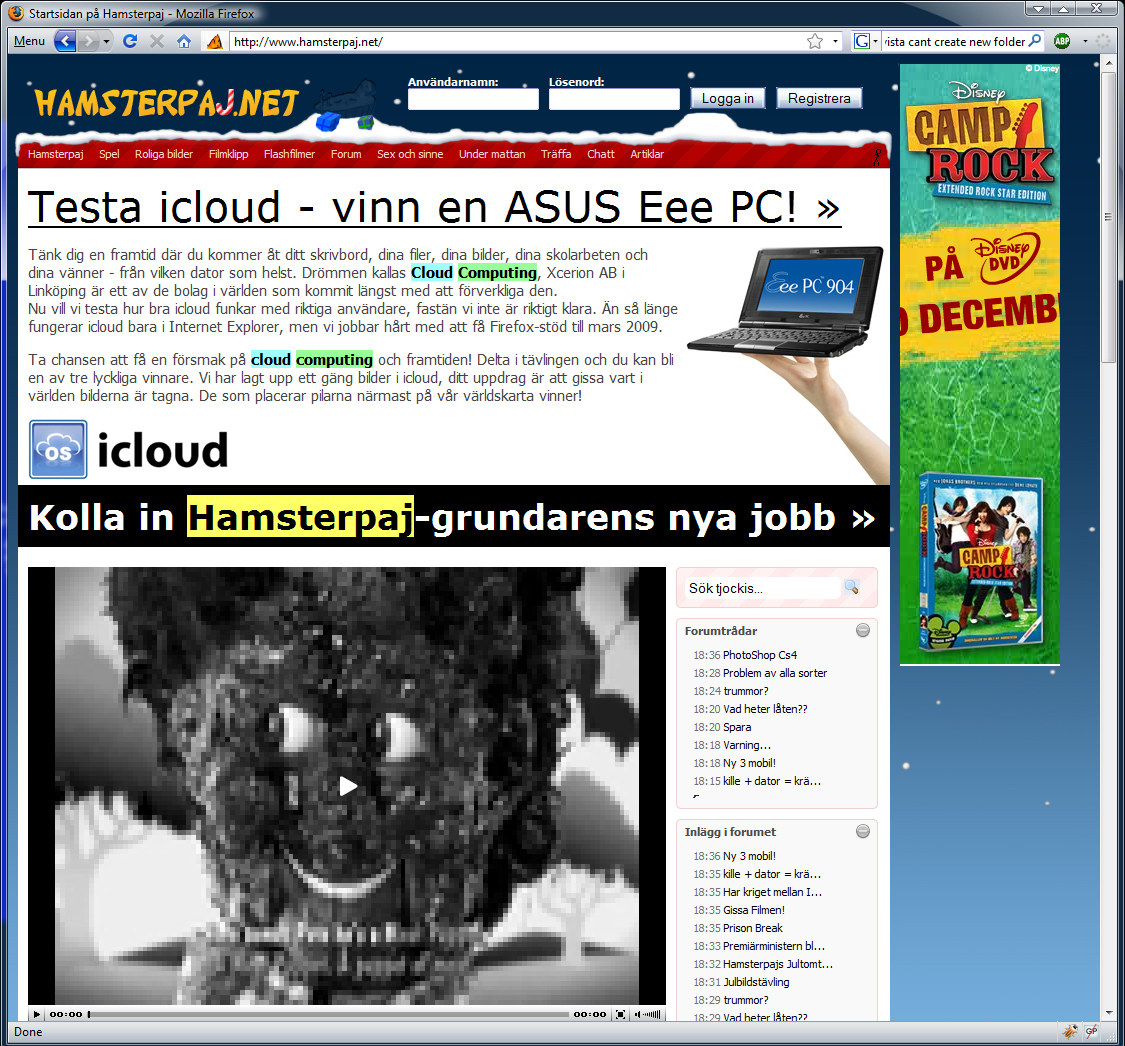 Startsidan på Hamsterpaj - Mozilla Firefox
Menu
http://www.hamsterpaj.net/
vista cant create new folder
ABP
HAMSTERPAJ.NET
Användarnamn:
Lösenord:
Logga in
Registrera
Hamsterpaj Spel Roliga bilder Filmklipp Flashfilmer Forum Sex och sinne Under mattan Träffa Chatt Artiklar
Testa icloud - vinn en ASUS Eee PC! »
Tänk dig en framtid där du kommer åt ditt skrivbord, dina filer, dina bilder, dina skolarbeten och
dina vänner - från vilken dator som helst. Drömmen kallas Cloud Computing, Xcerion AB i
Linköping är ett av de bolag i världen som kommit längst med att förverkliga den.
Nu vill vi testa hur bra icloud funkar med riktiga användare, fastän vi inte är riktigt klara. Än så länge
fungerar icloud bara i Internet Explorer, men vi jobbar hårt med att få Firefox-stöd till mars 2009.
Ta chansen att få en försmak på cloud computing och framtiden! Delta i tävlingen och du kan bli
en av tre lyckliga vinnare. Vi har lagt upp ett gäng bilder i icloud, ditt uppdrag är att gissa vart i
världen bilderna är tagna. De som placerar pilarna närmast på vår världskarta vinner!
Eee PC 904
os
icloud
Kolla in Hamsterpaj-grundarens nya jobb »
00:00
00:00
Sök tjockis...
Forumtrådar
18:36 PhotoShop Cs4
18:28 Problem av alla sorter
18:24 trummor?
18:20 Vad heter låten??
18:20 Spara
18:18 Varning...
18:18 Ny 3 mobil!
18:15 kille + dator = krä...
Inlägg i forumet
18:36 Ny 3 mobil!
18:35 kille + dator = krä...
18:35 Har kriget mellan I...
18:35 Gissa Filmen!
18:35 Prison Break
18:33 Premiärministern bl...
18:32 Hamsterpajs Jultomt...
18:31 Julbildstävling
18:29 trummor?
18:29 Vad heter låten??
© Disney
Disney
CAMP
ROCK
EXTENDED ROCK STAR EDITION
PÅ Disney
DVD
DECEMB
Disney
CAMP
ROCK
Done
GP